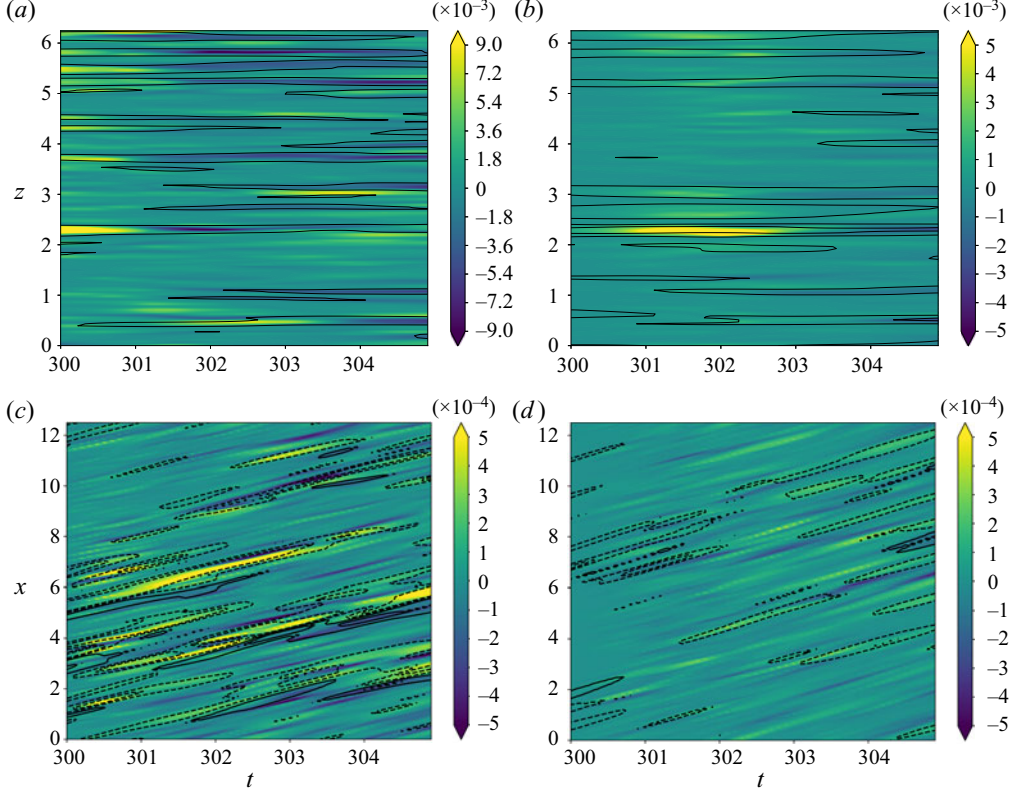 (a) (×10−3) (b) (×10−3)
6 9.0 6 5
7.2 4
5 5.4 5 3
4 3.6 4 2
1.8 1
z 3 0 3 0
−1.8 −1
2 −3.6 2 −2
−5.4 −3
1 −7.2 1 −4
−9.0 −5
0 0
300 301 302 303 304 300 301 302 303 304
(c) (×10−4) (d) (×10−4)
12 5 12 5
4 4
10 3 10 3
8 2 8 2
1 1
x 6 0 6 0
−1 −1
4 −2 4 −2
−3 −3
2 −4 2 −4
−5 −5
0 0
300 301 302 303 304 300 301 302 303 304
t t